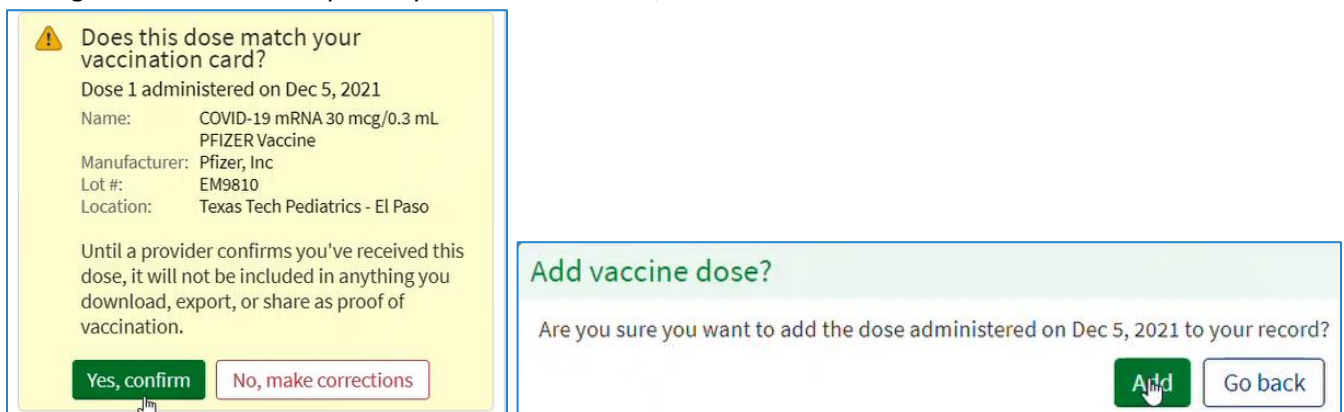 Does this dose match your
vaccination card?
Dose 1 administered on Dec 5, 2021
Name: COVID-19 mRNA 30 mcg/0.3 mL
PFIZER Vaccine
Manufacturer: Pfizer, Inc
Lot #: EM9810
Location: Texas Tech Pediatrics - El Paso
Until a provider confirms you've received this
dose, it will not be included in anything you
download, export, or share as proof of
vaccination.
Yes, confirm No, make corrections
Add vaccine dose?
Are you sure you want to add the dose administered on Dec 5, 2021 to your record?
Add Go back